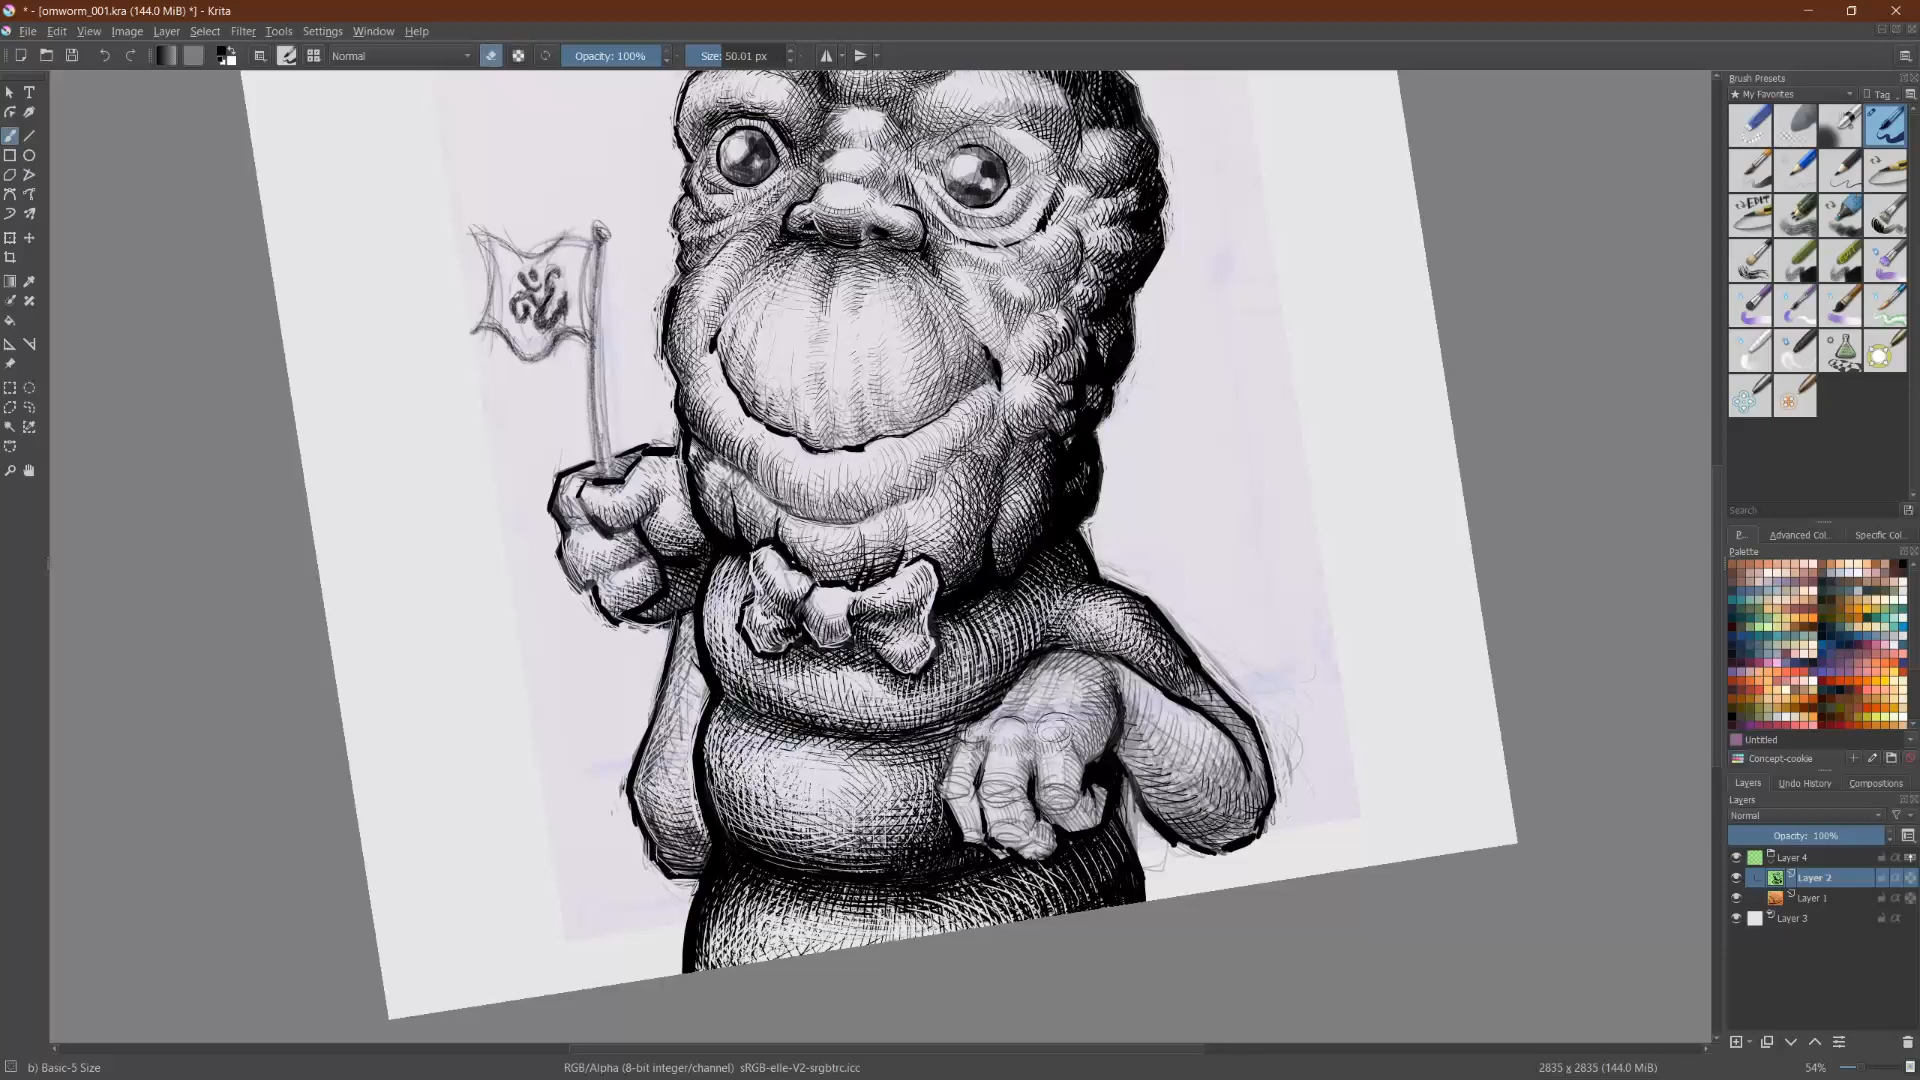 * - [omworm_001.kra (144.0 MiB) *] - Krita
File Edit View Image Layer Select Filter Tools Settings Window Help
Normal
Opacity: 100%
Size: 50.01 px
Brush Presets
★ My Favorites
Tag
Search
P...
Advanced Col...
Specific Col...
Palette
Untitled
Concept-cookie
Layers
Undo History
Compositions
Layers
Normal
Opacity: 100%
Layer 4
Layer 2
Layer 1
Layer 3
b) Basic-5 Size
RGB/Alpha (8-bit integer/channel) sRGB-elle-V2-srgbtrc.icc
2835 x 2835 (144.0 MiB)
54%